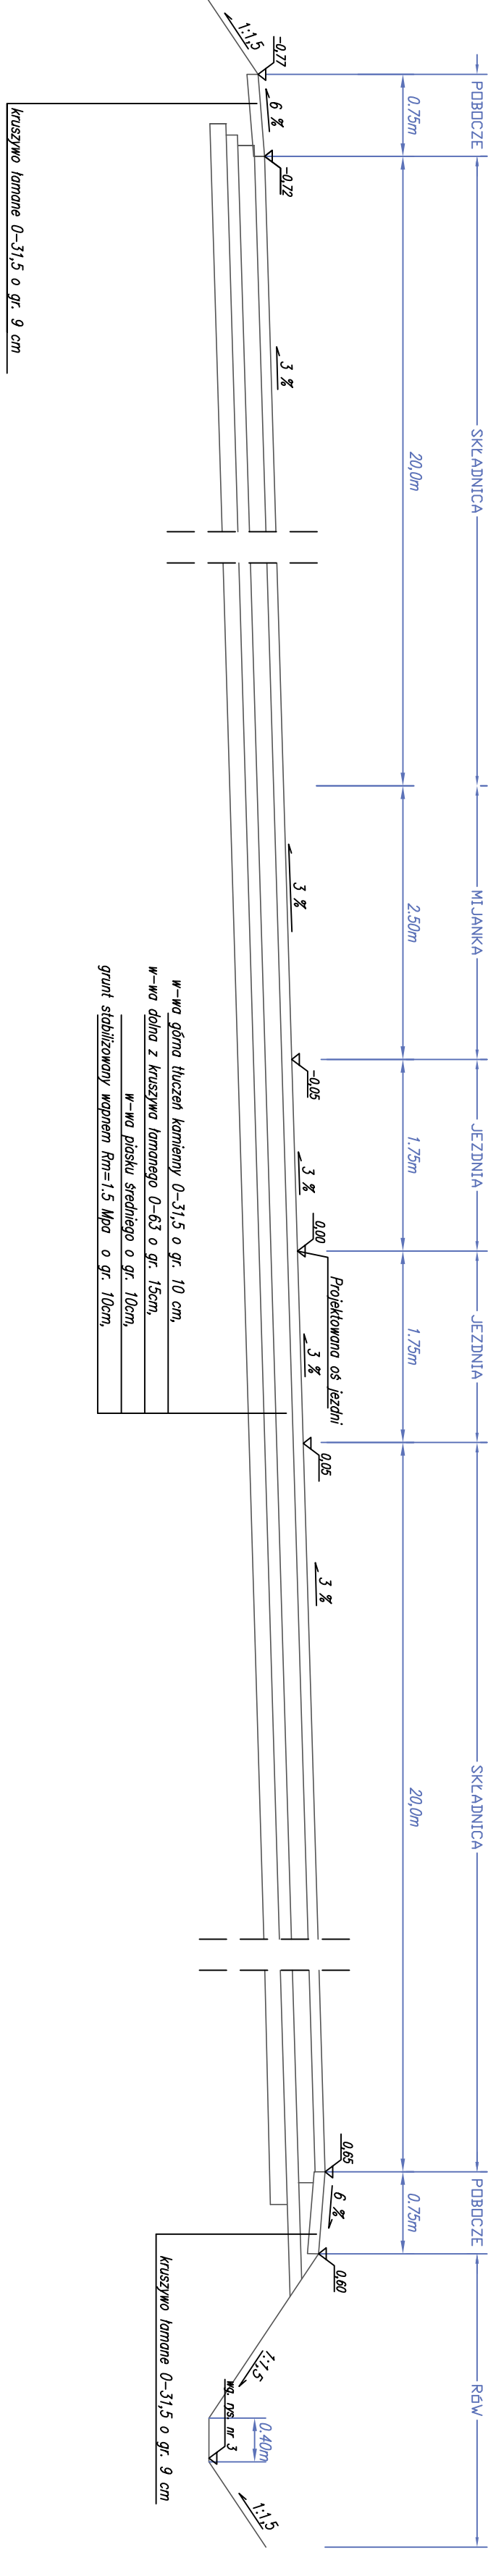 POBOCZE
SKŁADNICA
MIJANKA
JEZDNIA
JEZDNIA
SKŁADNICA
POBOCZE
RÓW
0.75m
20,0m
2.50m
1.75m
1.75m
20,0m
0.75m
1:1,5
-0,77
6 %
-0,72
3 %
3 %
-0,05
3 %
0,00
Projektowana oś jezdni
3 %
0,05
3 %
0,65
6 %
0,60
1:1,5
0.40m
wg. rys. nr 3
1:1,5
w-wa górna tłuczeń kamienny 0-31,5 o gr. 10 cm,
w-wa dolna z kruszywa łamanego 0-63 o gr. 15cm,
w-wa piasku średniego o gr. 10cm,
grunt stabilizowany wapnem Rm=1.5 Mpa o gr. 10cm,
kruszywo łamane 0-31,5 o gr. 9 cm
kruszywo łamane 0-31,5 o gr. 9 cm